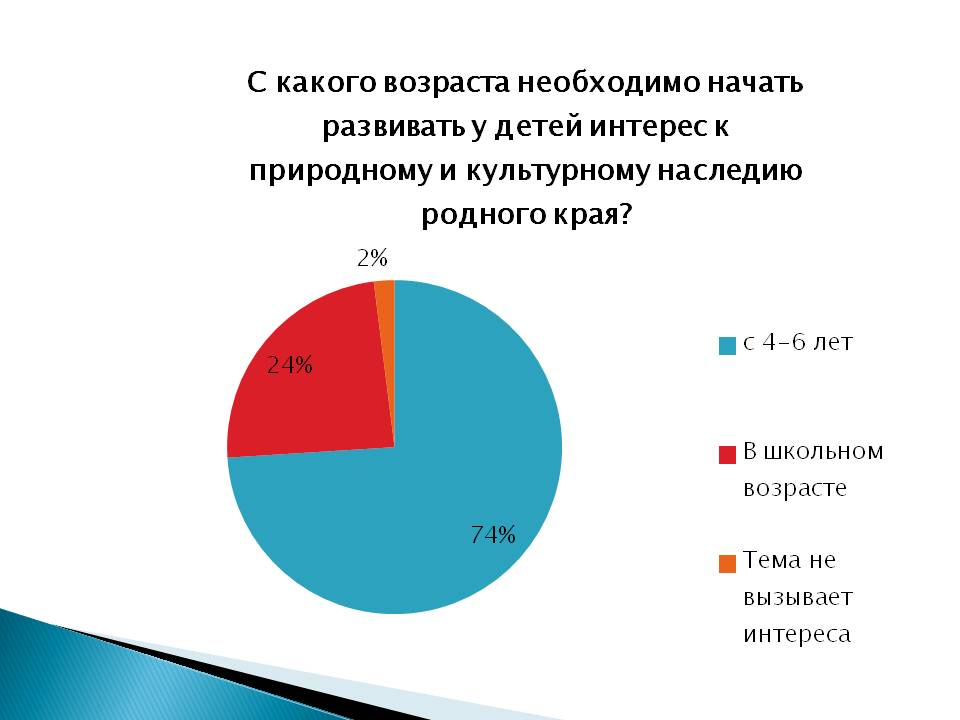 С какого возраста необходимо начать
развивать у детей интерес к
природному и культурному наследию
родного края?
2%
24%
74%
с 4-6 лет
В школьном
возрасте
Тема не
вызывает
интереса